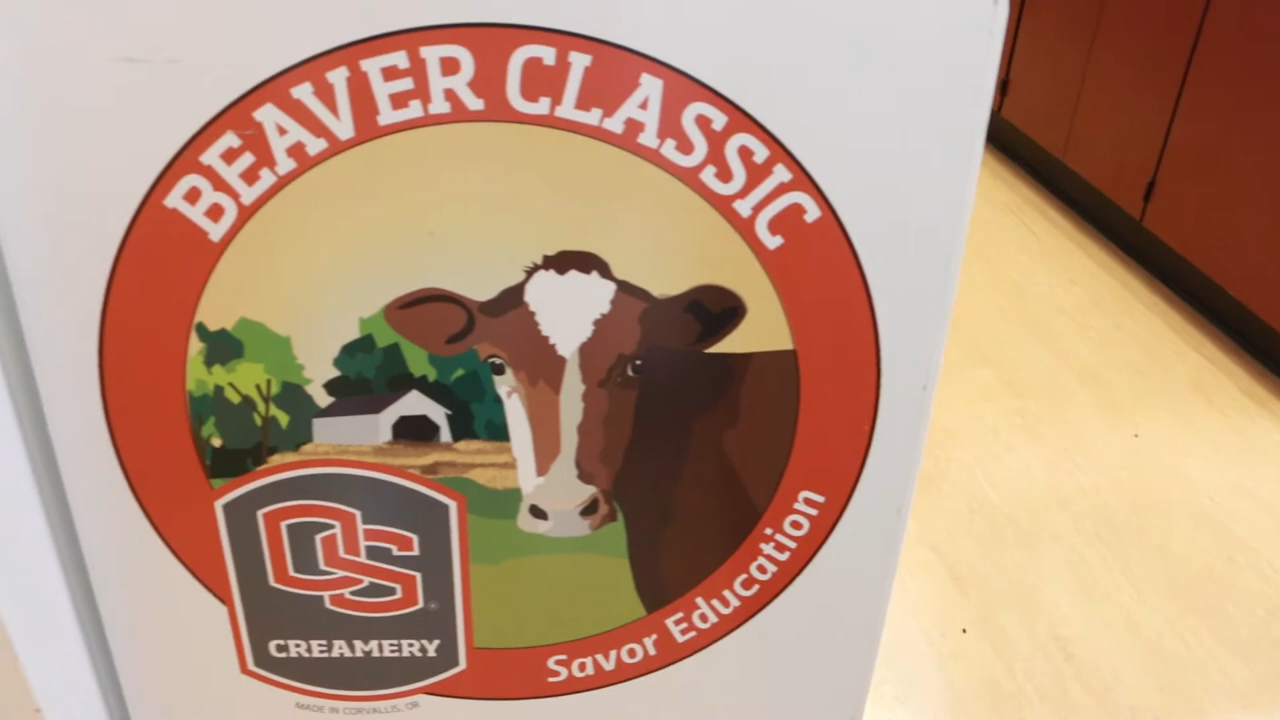 BEAVER CLASSIC
OS
CREAMERY
Savor Education
MADE IN CORVALLIS, OR